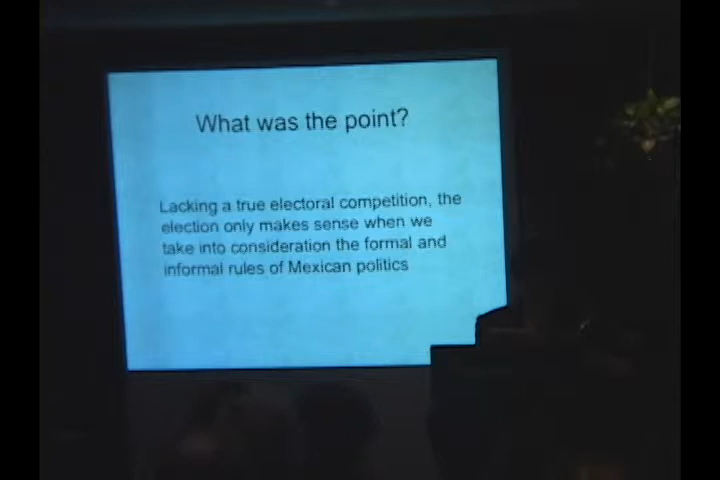 What was the point?
Lacking a true electoral competition, the
election only makes sense when we
take into consideration the formal and
informal rules of Mexican politics